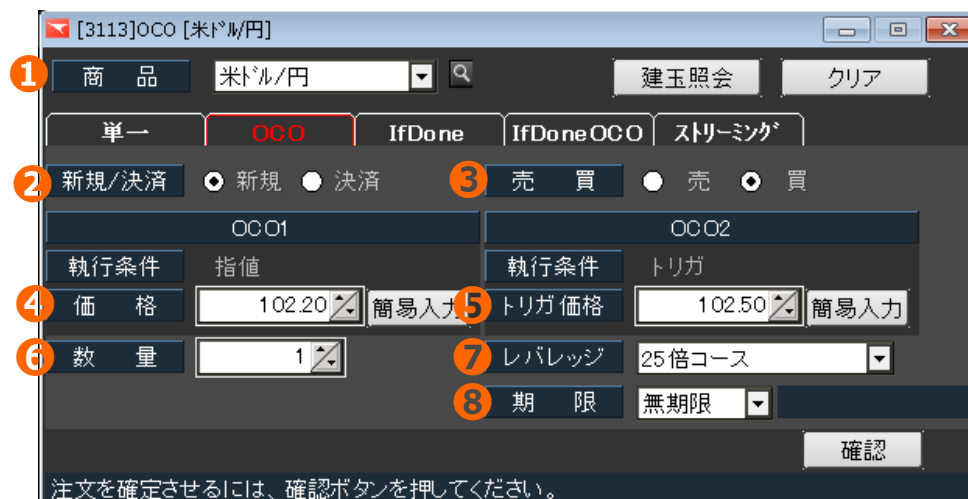 [3113]OCO [米ﾄﾞﾙ/円]
1 商 品 米ﾄﾞﾙ/円 建玉照会 クリア
単一 OCO IfDone IfDoneOCO ｽﾄﾘｰﾐﾝｸﾞ
2 新規/決済 新規 決済 3 売 買 売 買
OCO1 OCO2
執行条件 指値 執行条件 トリガ
4 価 格 102.20 簡易入力 5 トリガ価格 102.50 簡易入力
6 数 量 1 7 レバレッジ 25倍コース
8 期 限 無期限
確認
注文を確定させるには、確認ボタンを押してください。